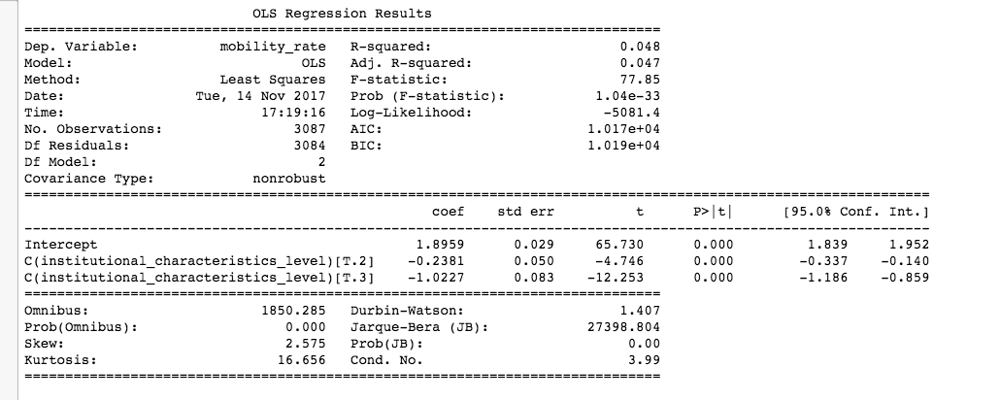 OLS Regression Results
==============================================================================
Dep. Variable: mobility_rate R-squared: 0.048
Model: OLS Adj. R-squared: 0.047
Method: Least Squares F-statistic: 77.85
Date: Tue, 14 Nov 2017 Prob (F-statistic): 1.04e-33
Time: 17:19:16 Log-Likelihood: -5081.4
No. Observations: 3087 AIC: 1.017e+04
Df Residuals: 3084 BIC: 1.019e+04
Df Model: 2
Covariance Type: nonrobust
===============================================================================================================
coef std err t P>|t| [95.0% Conf. Int.]
---------------------------------------------------------------------------------------------------------------
Intercept 1.8959 0.029 65.730 0.000 1.839 1.952
C(institutional_characteristics_level)[T.2] -0.2381 0.050 -4.746 0.000 -0.337 -0.140
C(institutional_characteristics_level)[T.3] -1.0227 0.083 -12.253 0.000 -1.186 -0.859
==============================================================================
Omnibus: 1850.285 Durbin-Watson: 1.407
Prob(Omnibus): 0.000 Jarque-Bera (JB): 27398.804
Skew: 2.575 Prob(JB): 0.00
Kurtosis: 16.656 Cond. No. 3.99
==============================================================================